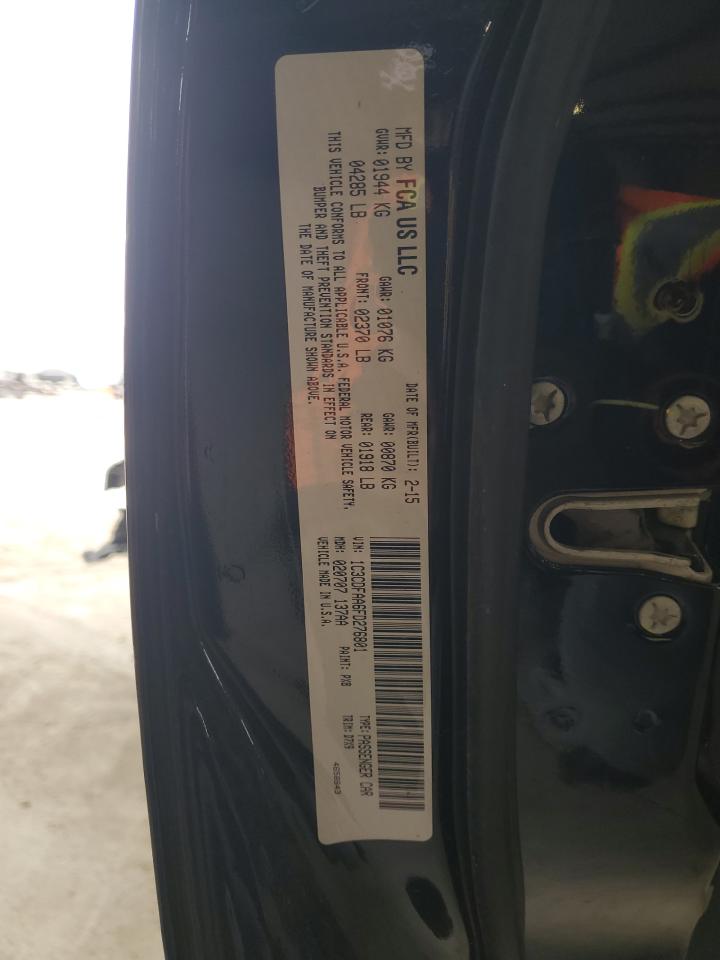 MFD BY FCA US LLC
DATE OF MFR(BUILT): 2-15
GVWR: 01944 KG GAWR: 01076 KG GAWR: 00870 KG
04285 LB FRONT: 02370 LB REAR: 01918 LB
THIS VEHICLE CONFORMS TO ALL APPLICABLE U.S.A. FEDERAL MOTOR VEHICLE SAFETY,
BUMPER AND THEFT PREVENTION STANDARDS IN EFFECT ON
THE DATE OF MANUFACTURE SHOWN ABOVE.
VIN: 1C3CDFAA6FD276801 TYPE: PASSENGER CAR
MDH: 020707 137AA PAINT: PX8 TRIM: D7X9
VEHICLE MADE IN U.S.A.